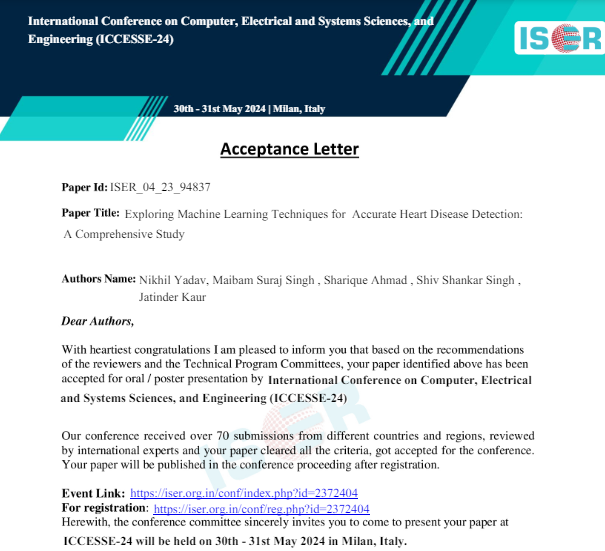 International Conference on Computer, Electrical and Systems Sciences, and
Engineering (ICCESSE-24)
ISER
30th - 31st May 2024 | Milan, Italy
Acceptance Letter
Paper Id: ISER_04_23_94837
Paper Title: Exploring Machine Learning Techniques for Accurate Heart Disease Detection:
A Comprehensive Study
Authors Name: Nikhil Yadav, Maibam Suraj Singh , Sharique Ahmad , Shiv Shankar Singh ,
Jatinder Kaur
Dear Authors,
With heartiest congratulations I am pleased to inform you that based on the recommendations
of the reviewers and the Technical Program Committees, your paper identified above has been
accepted for oral / poster presentation by International Conference on Computer, Electrical
and Systems Sciences, and Engineering (ICCESSE-24)
ISER
Our conference received over 70 submissions from different countries and regions, reviewed
by international experts and your paper cleared all the criteria, got accepted for the conference.
Your paper will be published in the conference proceeding after registration.
Event Link: https://iser.org.in/conf/index.php?id=2372404
For registration: https://iser.org.in/conf/reg.php?id=2372404
Herewith, the conference committee sincerely invites you to come to present your paper at
ICCESSE-24 will be held on 30th - 31st May 2024 in Milan, Italy.